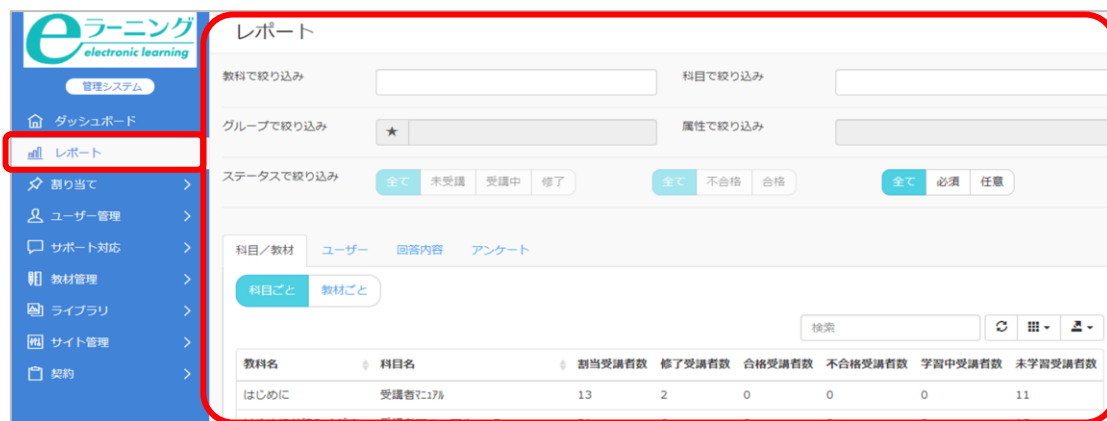 eラーニング
electronic learning
管理システム
ダッシュボード
レポート
割り当て
ユーザー管理
サポート対応
教材管理
ライブラリ
サイト管理
契約
レポート
教科で絞り込み 科目で絞り込み
グループで絞り込み ★ 属性で絞り込み
ステータスで絞り込み 全て 未受講 受講中 修了 全て 不合格 合格 全て 必須 任意
科目／教材 ユーザー 回答内容 アンケート
科目ごと 教材ごと
検索
教科名 科目名 割当受講者数 修了受講者数 合格受講者数 不合格受講者数 学習中受講者数 未学習受講者数
はじめに 受講者ﾏﾆｭｱﾙ 13 2 0 0 0 11